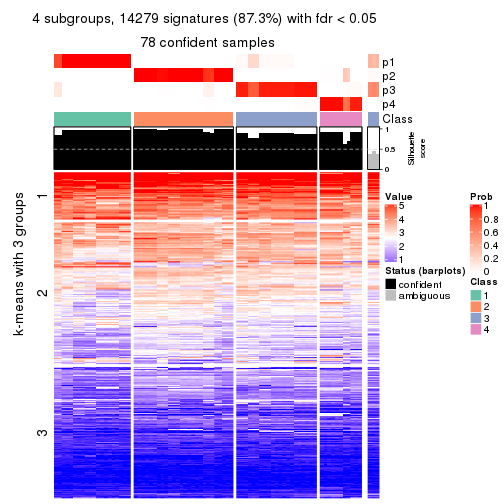 4 subgroups, 14279 signatures (87.3%) with fdr < 0.05
78 confident samples
p1
p2
p3
p4
Class
1
0.5
0
Silhouette
score
k-means with 3 groups
1
2
3
Value
5
4
3
2
1
Status (barplots)
confident
ambiguous
Prob
1
0.8
0.6
0.4
0.2
0
Class
1
2
3
4